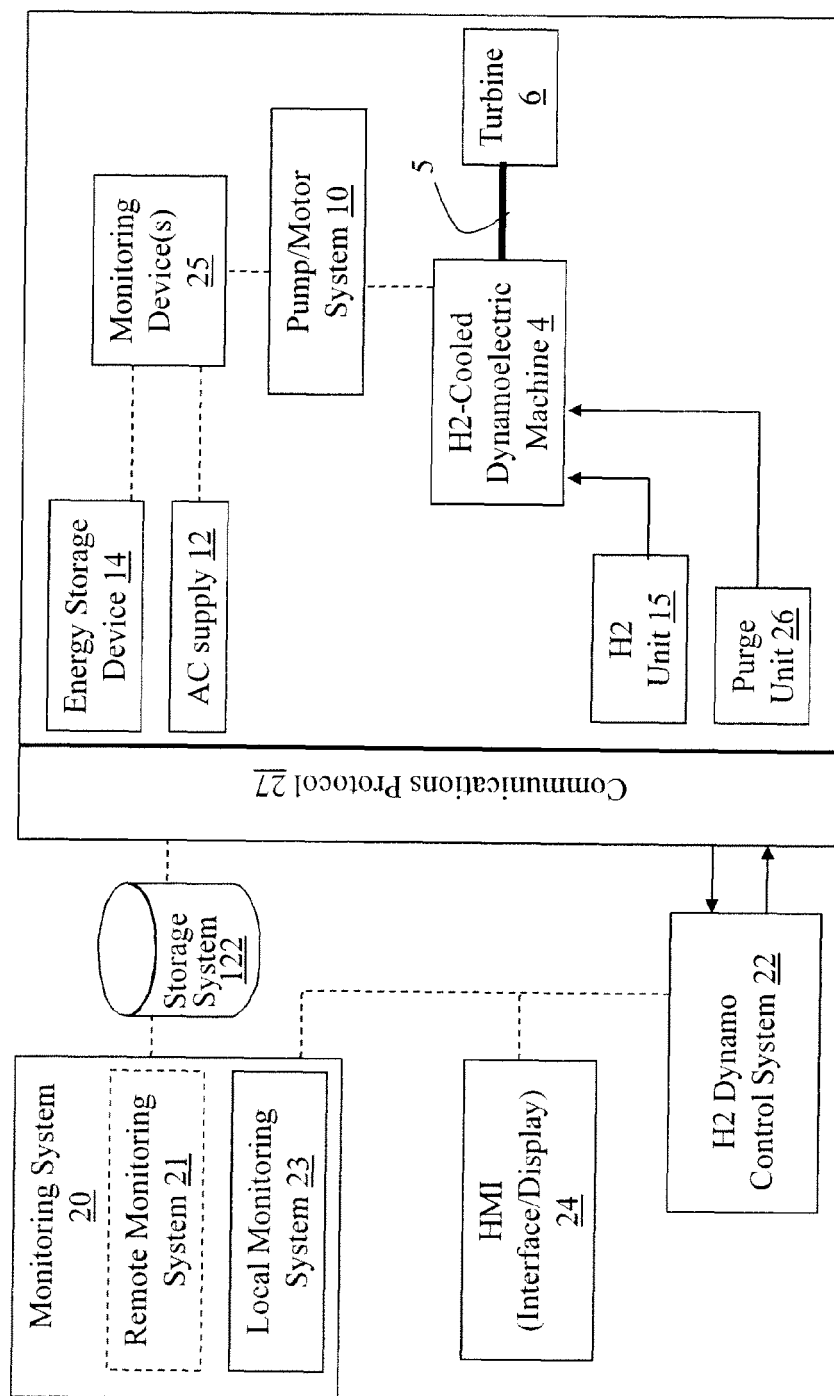 Monitoring System
20
Remote Monitoring
System 21
Local Monitoring
System 23
Storage
System
122
HMI
(Interface/Display)
24
H2 Dynamo
Control System 22
Communications Protocol 27
Energy Storage
Device 14
AC supply 12
Monitoring
Device(s)
25
Pump/Motor
System 10
H2-Cooled
Dynamoelectric
Machine 4
5
Turbine
6
H2
Unit 15
Purge
Unit 26